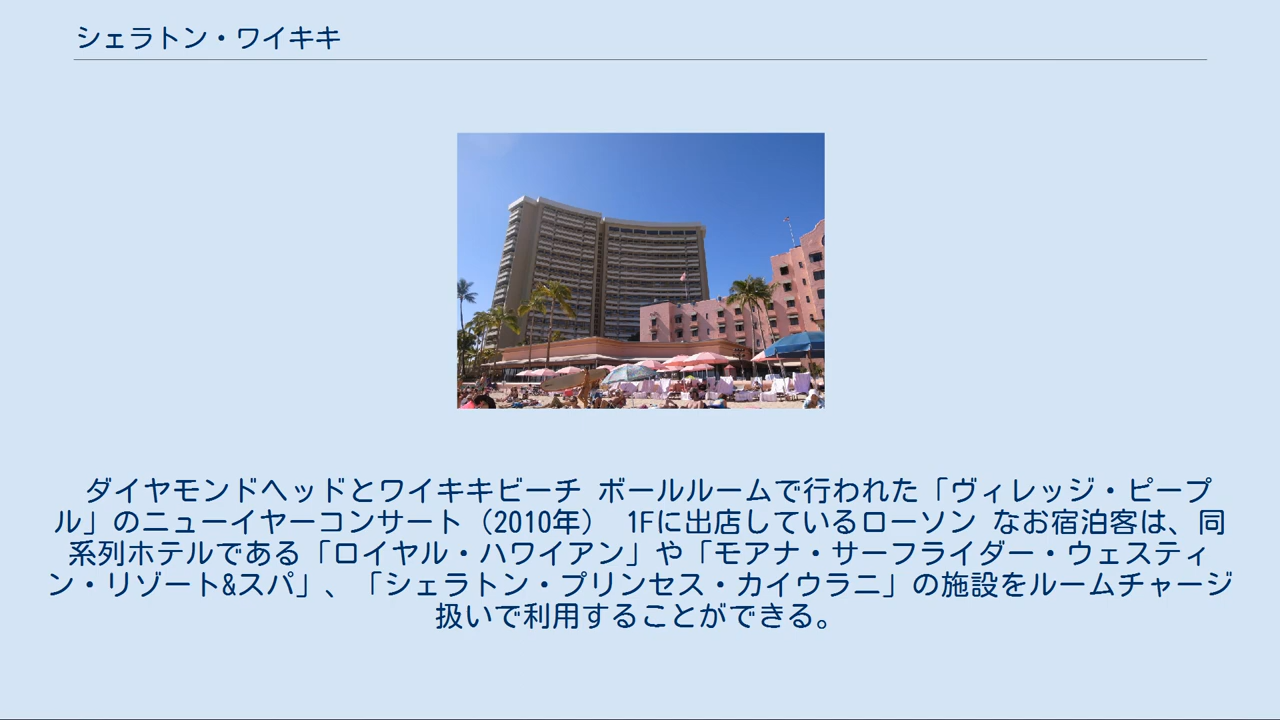 シェラトン・ワイキキ
ダイヤモンドヘッドとワイキキビーチ ボールルームで行われた「ヴィレッジ・ピープ
ル」のニューイヤーコンサート（2010年） 1Fに出店しているローソン なお宿泊客は、同
系列ホテルである「ロイヤル・ハワイアン」や「モアナ・サーフライダー・ウェスティ
ン・リゾート&スパ」、「シェラトン・プリンセス・カイウラニ」の施設をルームチャージ
扱いで利用することができる。